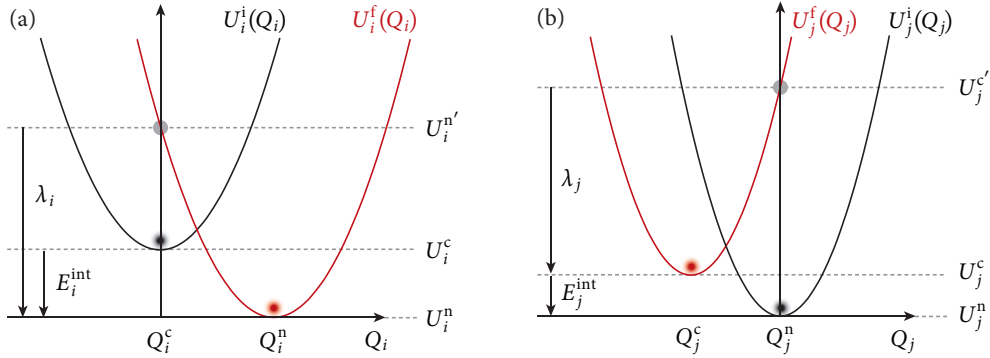 (a)
U_i^i(Q_i)
U_i^f(Q_i)
U_i^n′
λ_i
U_i^c
E_i^int
U_i^n
Q_i^c
Q_i^n
Q_i
(b)
U_j^f(Q_j)
U_j^i(Q_j)
U_j^c′
λ_j
U_j^c
E_j^int
U_j^n
Q_j^c
Q_j^n
Q_j